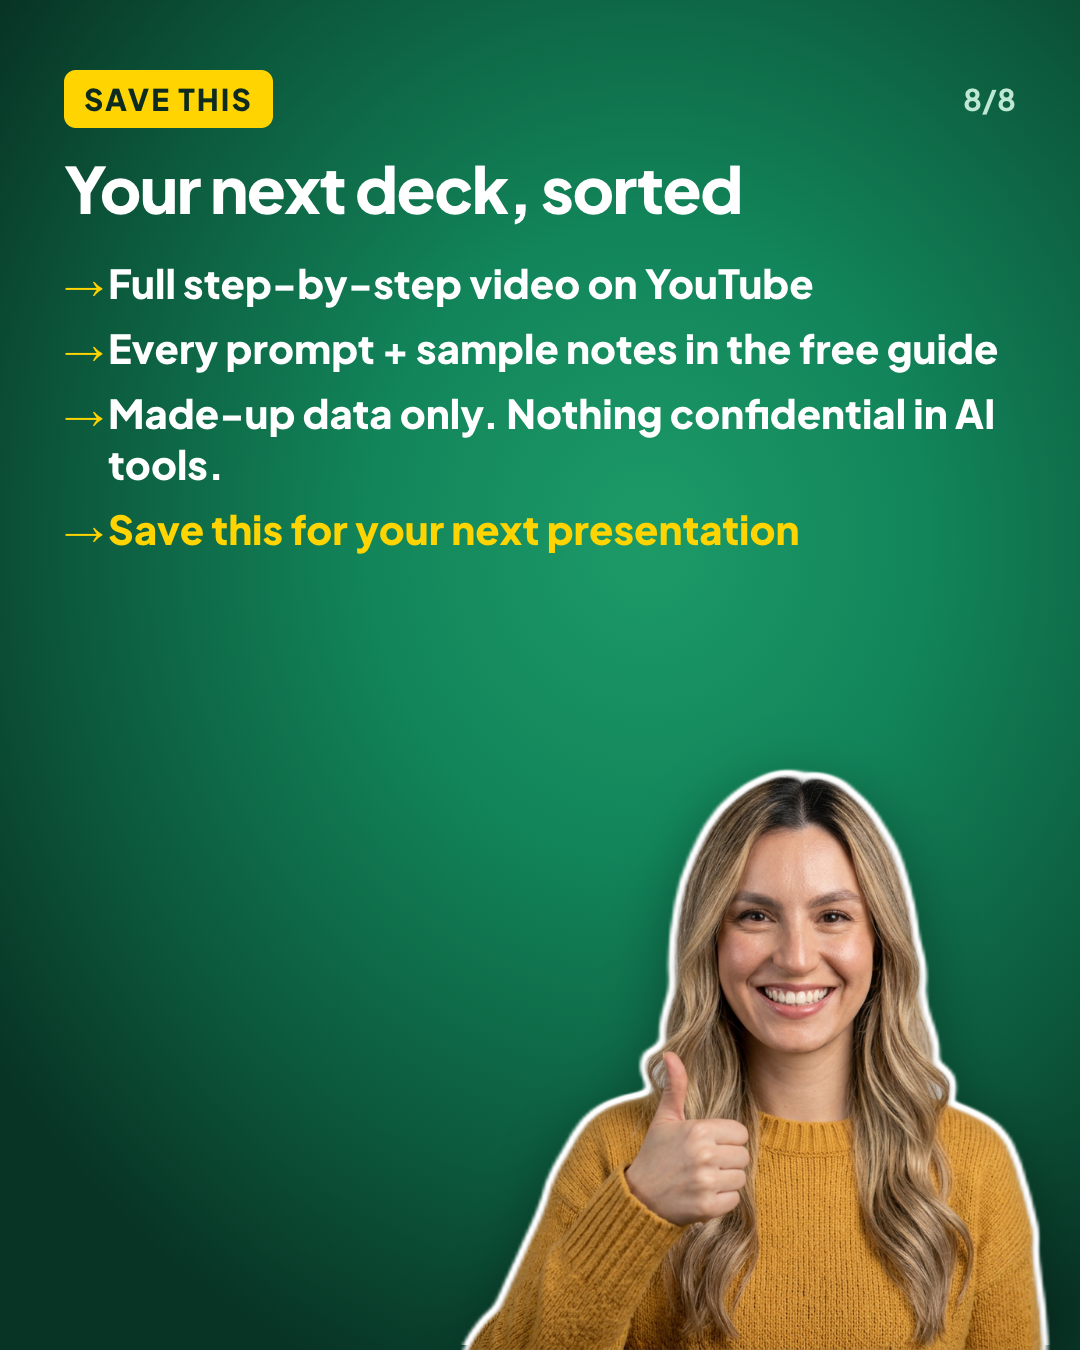 SAVE THIS
8/8
Your next deck, sorted
→Full step-by-step video on YouTube
→Every prompt + sample notes in the free guide
→Made-up data only. Nothing confidential in AI
tools.
→Save this for your next presentation